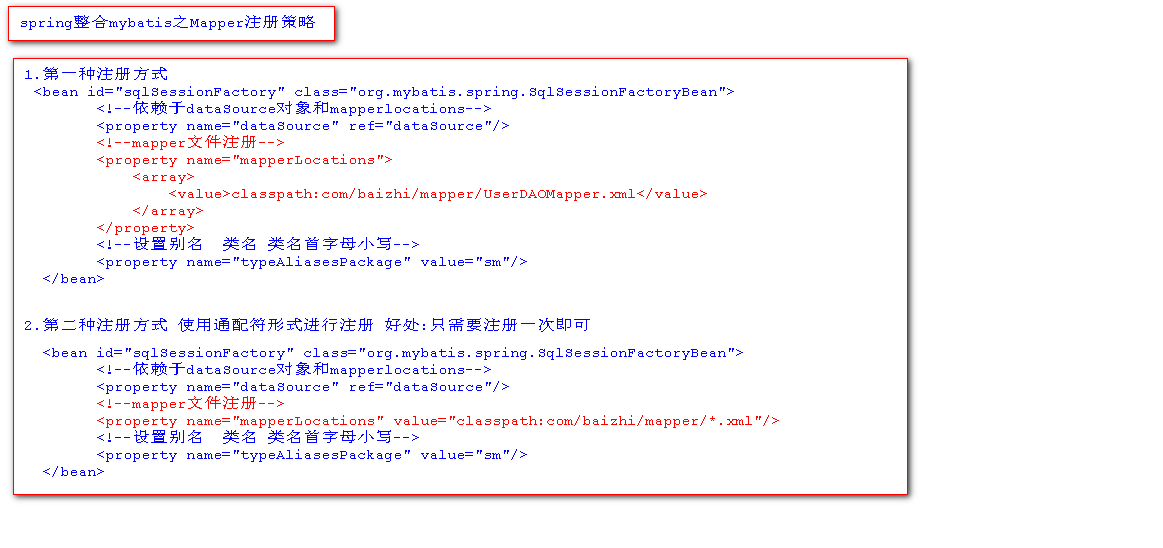 spring整合mybatis之Mapper注册策略
1.第一种注册方式
<bean id="sqlSessionFactory" class="org.mybatis.spring.SqlSessionFactoryBean">
<!--依赖于dataSource对象和mapperlocations-->
<property name="dataSource" ref="dataSource"/>
<!--mapper文件注册-->
<property name="mapperLocations">
<array>
<value>classpath:com/baizhi/mapper/UserDAOMapper.xml</value>
</array>
</property>
<!--设置别名  类名 类名首字母小写-->
<property name="typeAliasesPackage" value="sm"/>
</bean>
2.第二种注册方式 使用通配符形式进行注册 好处:只需要注册一次即可
<bean id="sqlSessionFactory" class="org.mybatis.spring.SqlSessionFactoryBean">
<!--依赖于dataSource对象和mapperlocations-->
<property name="dataSource" ref="dataSource"/>
<!--mapper文件注册-->
<property name="mapperLocations" value="classpath:com/baizhi/mapper/*.xml"/>
<!--设置别名  类名 类名首字母小写-->
<property name="typeAliasesPackage" value="sm"/>
</bean>